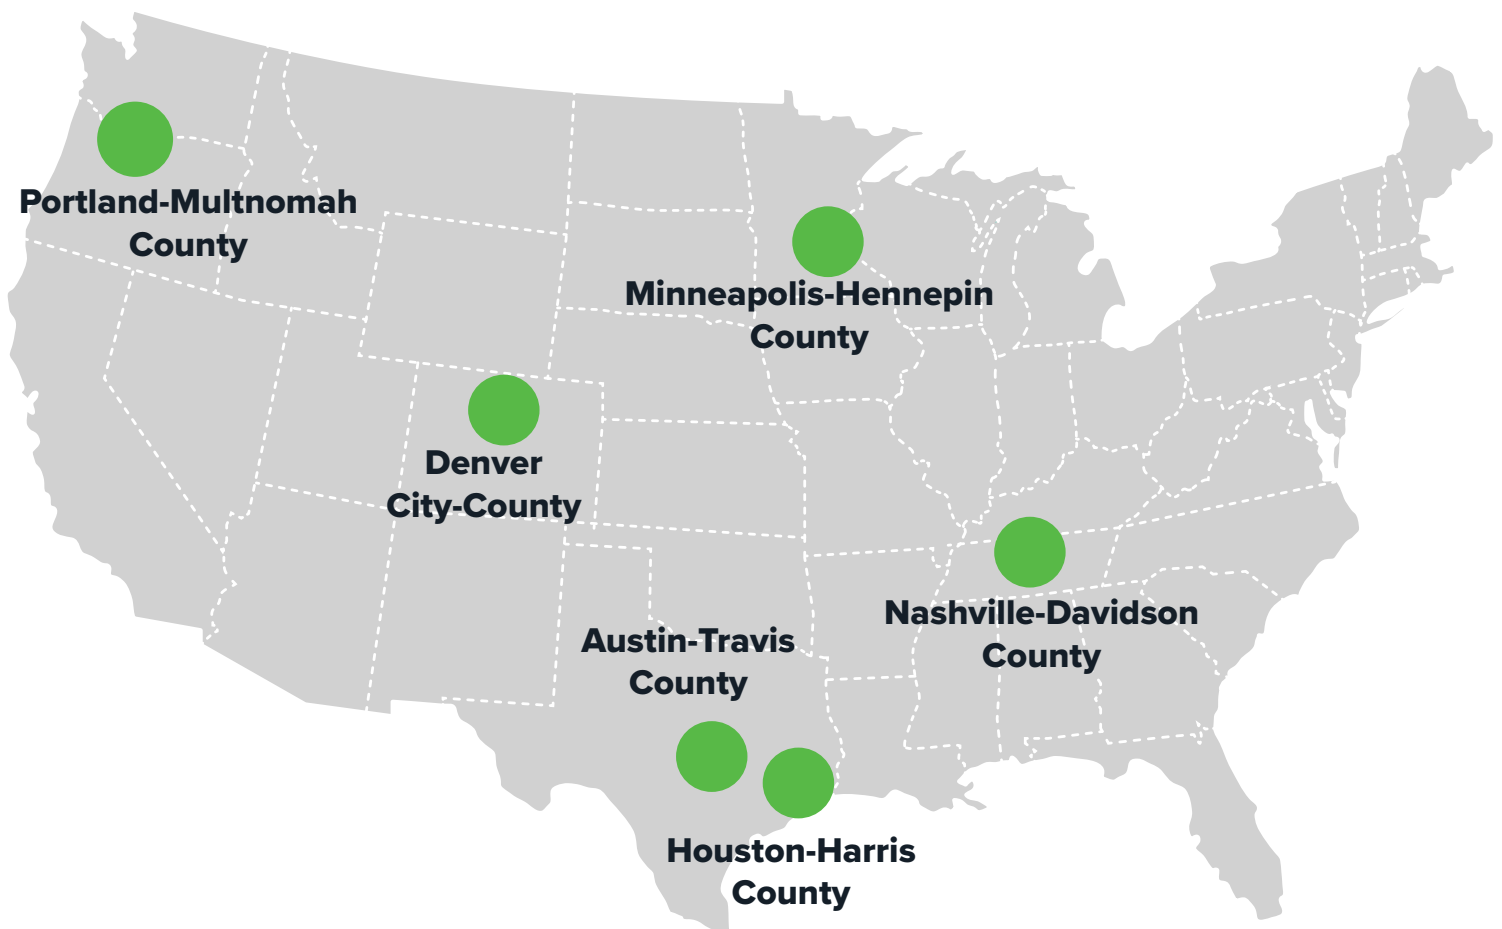 Portland-Multnomah
County
Minneapolis-Hennepin
County
Denver
City-County
Nashville-Davidson
County
Austin-Travis
County
Houston-Harris
County